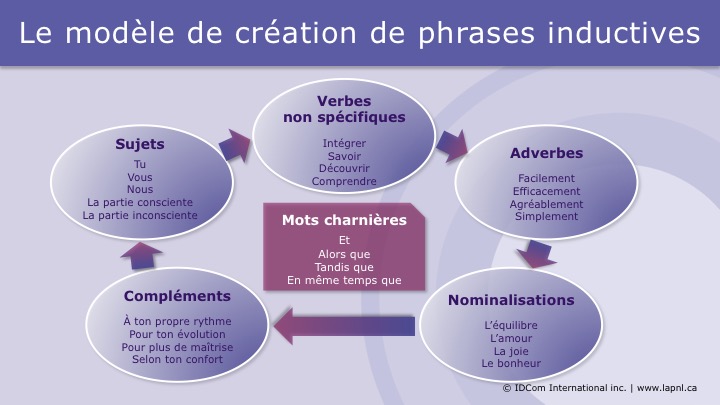 Le modèle de création de phrases inductives
Verbes
non spécifiques
Intégrer
Savoir
Découvrir
Comprendre
Sujets
Tu
Vous
Nous
La partie consciente
La partie inconsciente
Adverbes
Facilement
Efficacement
Agréablement
Simplement
Mots charnières
Et
Alors que
Tandis que
En même temps que
Compléments
À ton propre rythme
Pour ton évolution
Pour plus de maîtrise
Selon ton confort
Nominalisations
L’équilibre
L’amour
La joie
Le bonheur
© IDCom International inc. | www.lapnl.ca